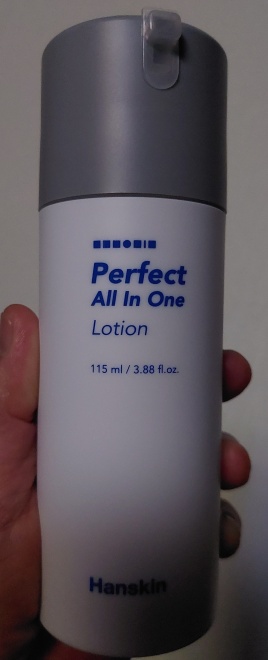 Perfect
All In One
Lotion
115 ml / 3.88 fl.oz.
Hanskin